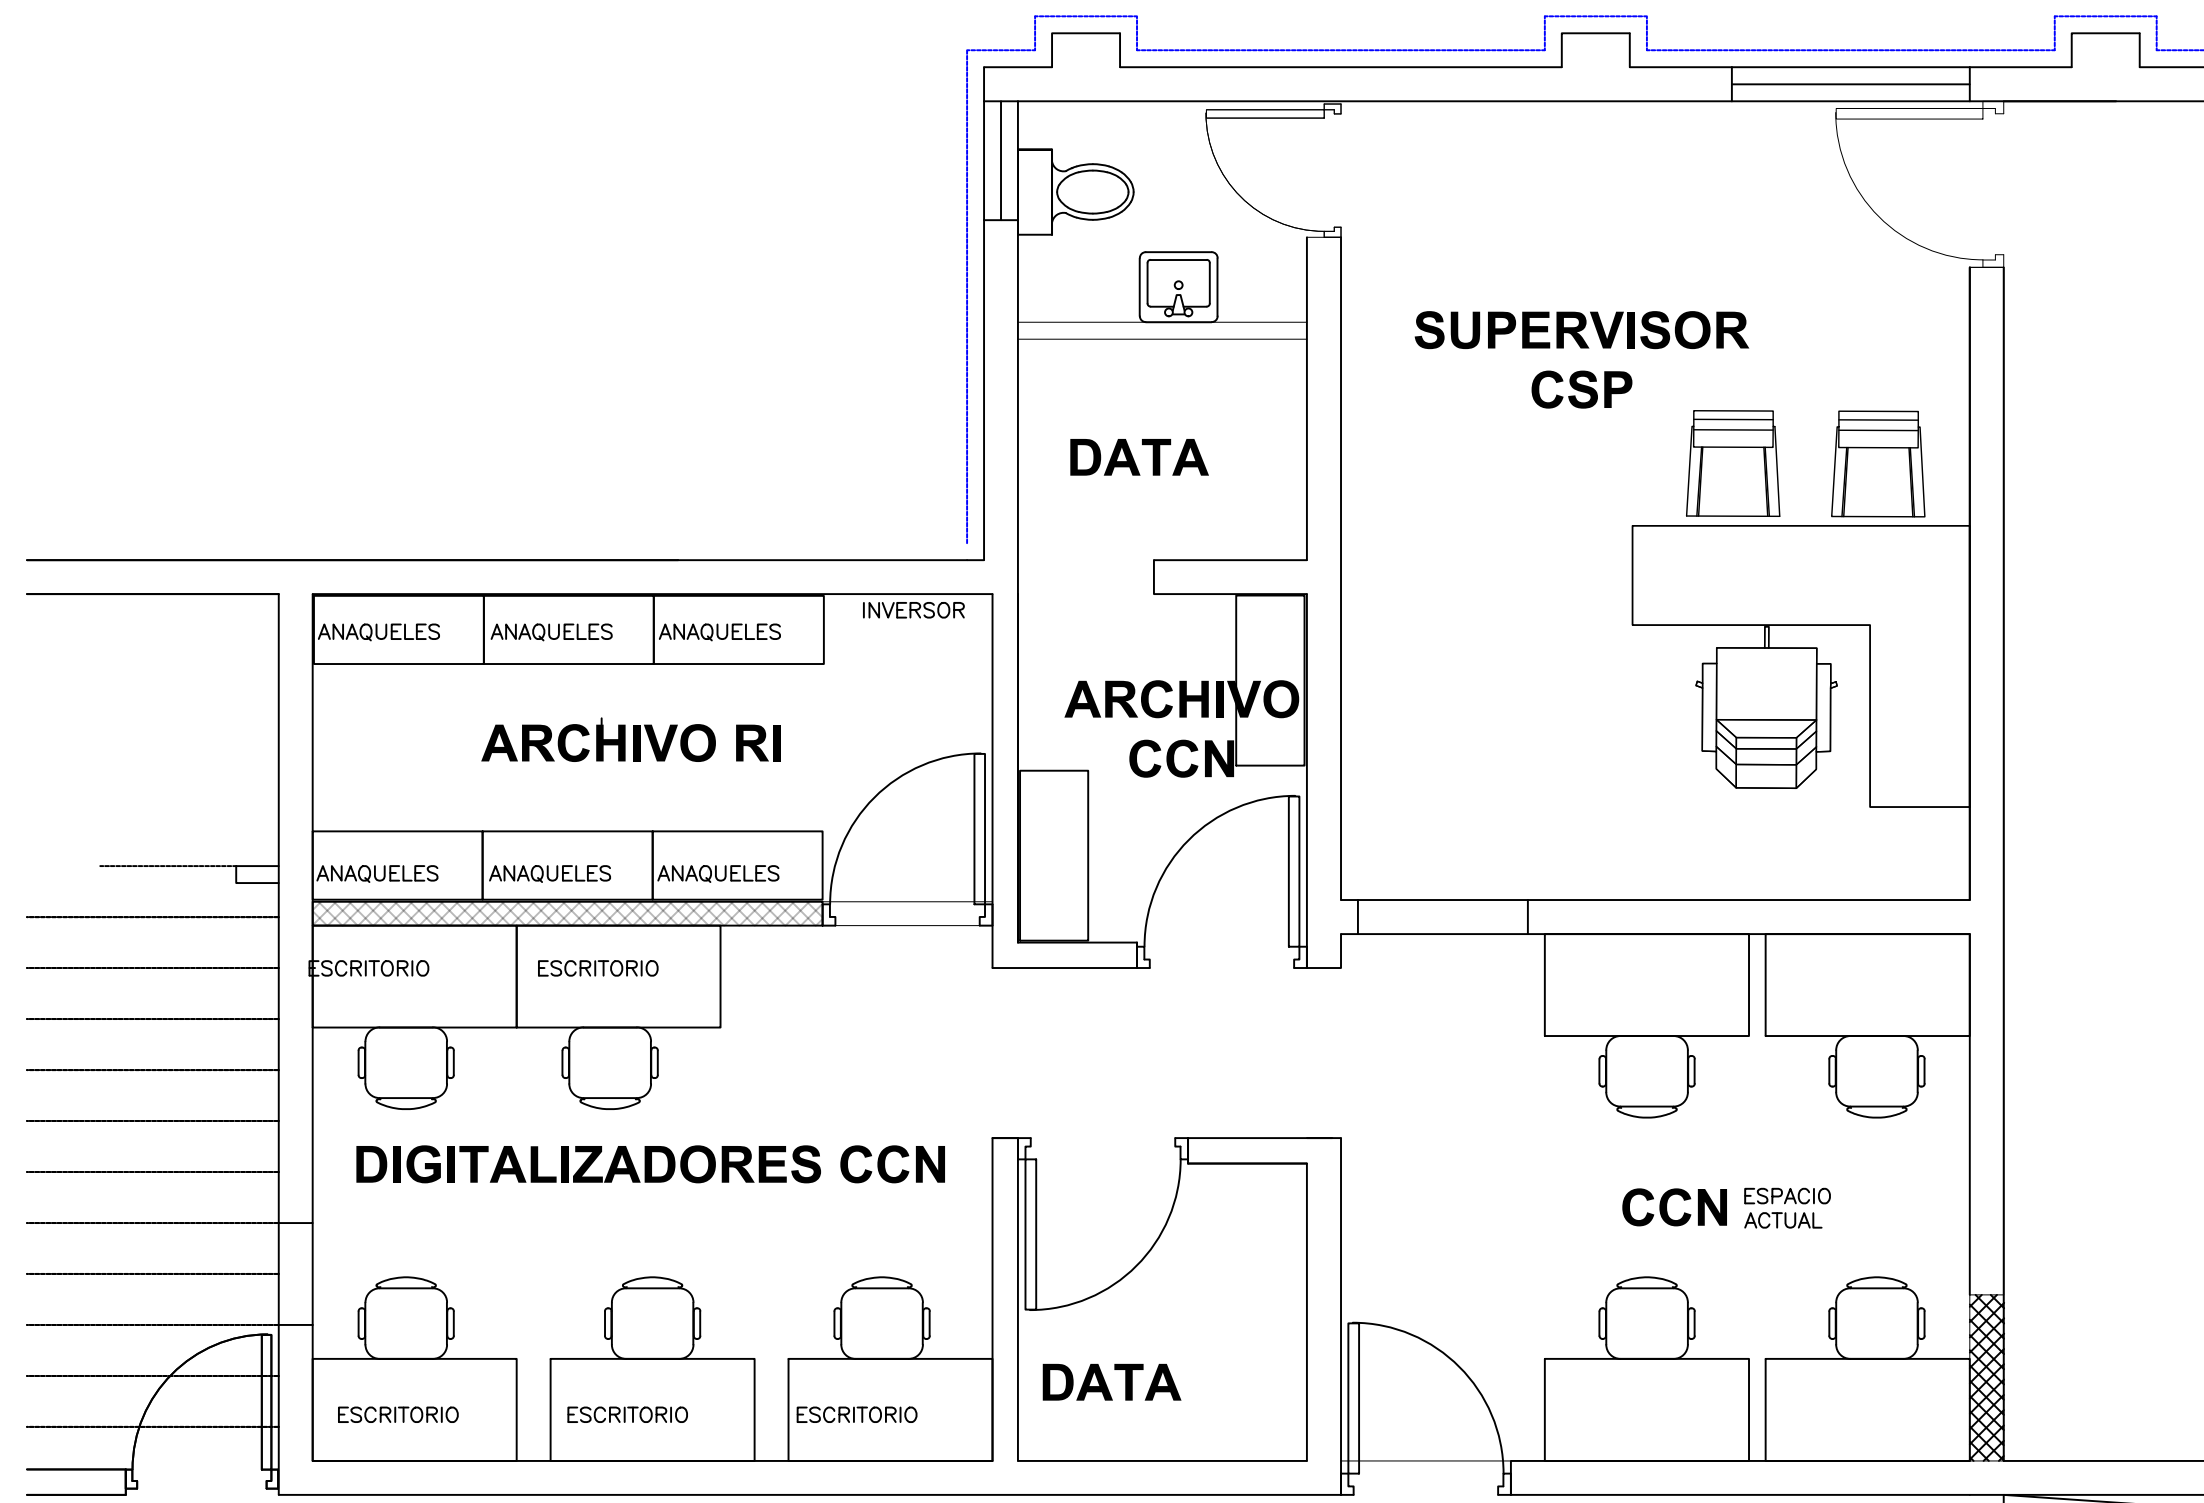 SUPERVISOR
CSP
DATA
INVERSOR
ANAQUELES
ANAQUELES
ANAQUELES
ARCHIVO
CCN
ARCHIVO RI
ANAQUELES
ANAQUELES
ANAQUELES
ESCRITORIO
ESCRITORIO
DIGITALIZADORES CCN
CCN
ESPACIO
ACTUAL
DATA
ESCRITORIO
ESCRITORIO
ESCRITORIO